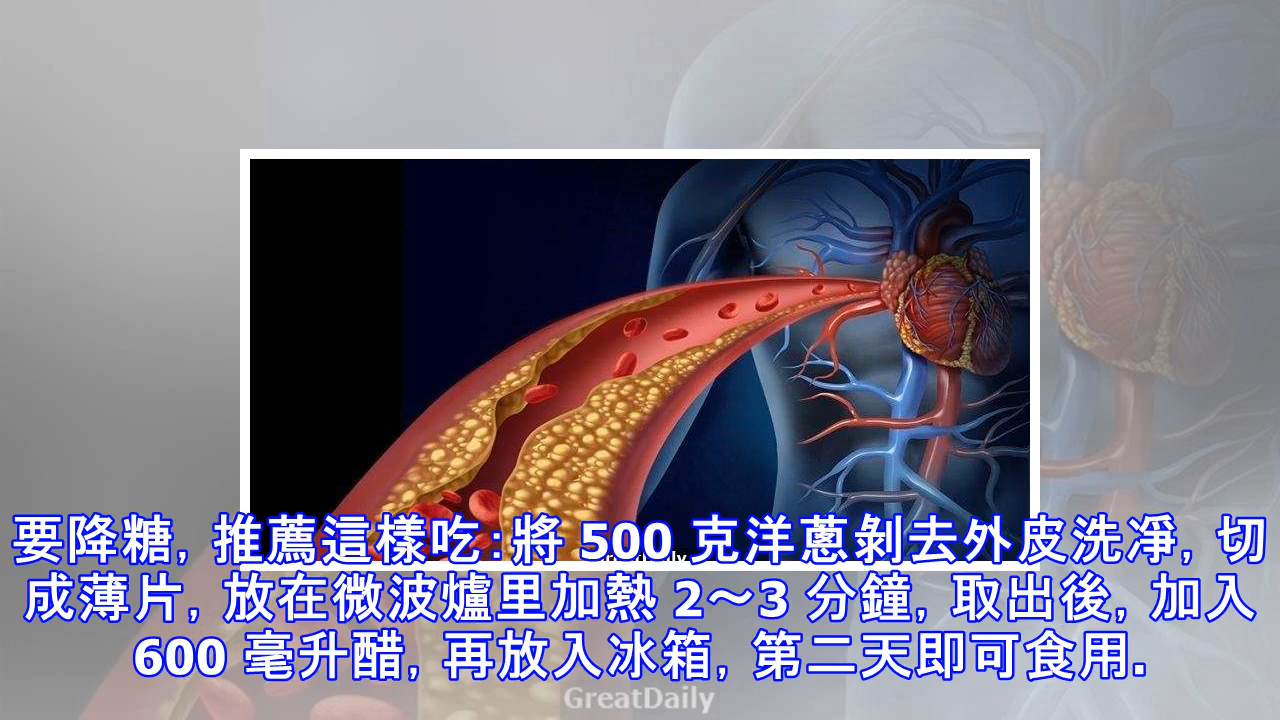 要降糖, 推薦這樣吃:將 500 克洋蔥剝去外皮洗凈, 切
成薄片, 放在微波爐里加熱 2～3 分鐘, 取出後, 加入
600 毫升醋, 再放入冰箱, 第二天即可食用.
GreatDaily